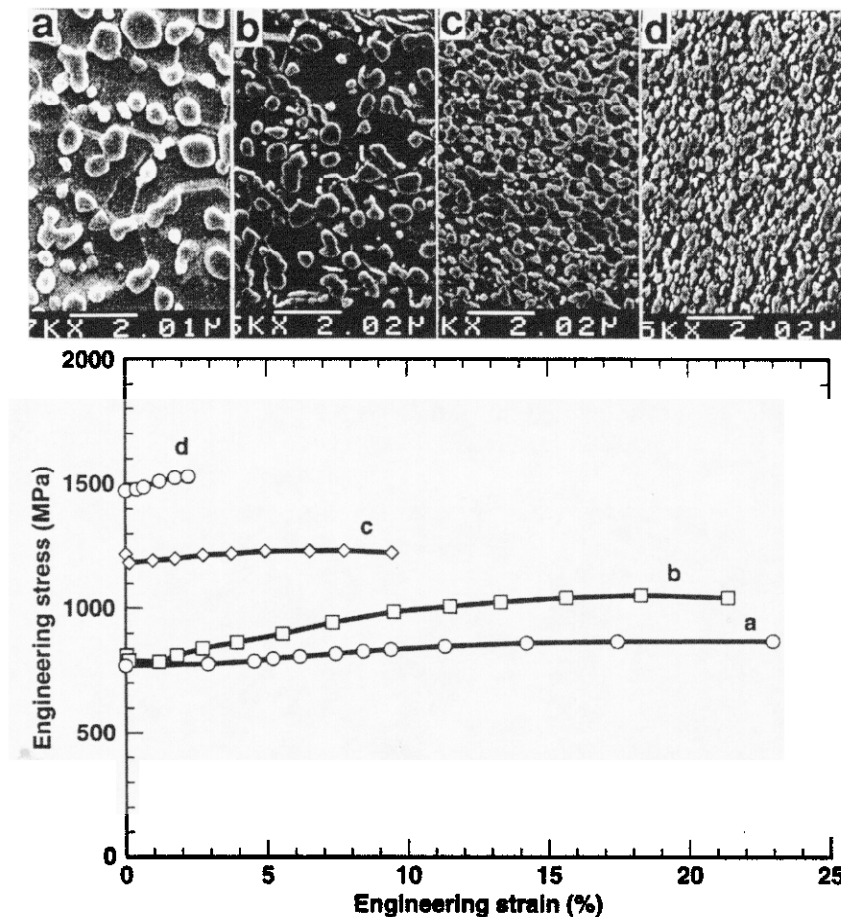 a b c d
7KX 2.01μ 5KX 2.02μ KX 2.02μ 5K 2.02μ
2000
1500
1000
500
0
Engineering stress (MPa)
d
c
b
a
0 5 10 15 20 25
Engineering strain (%)